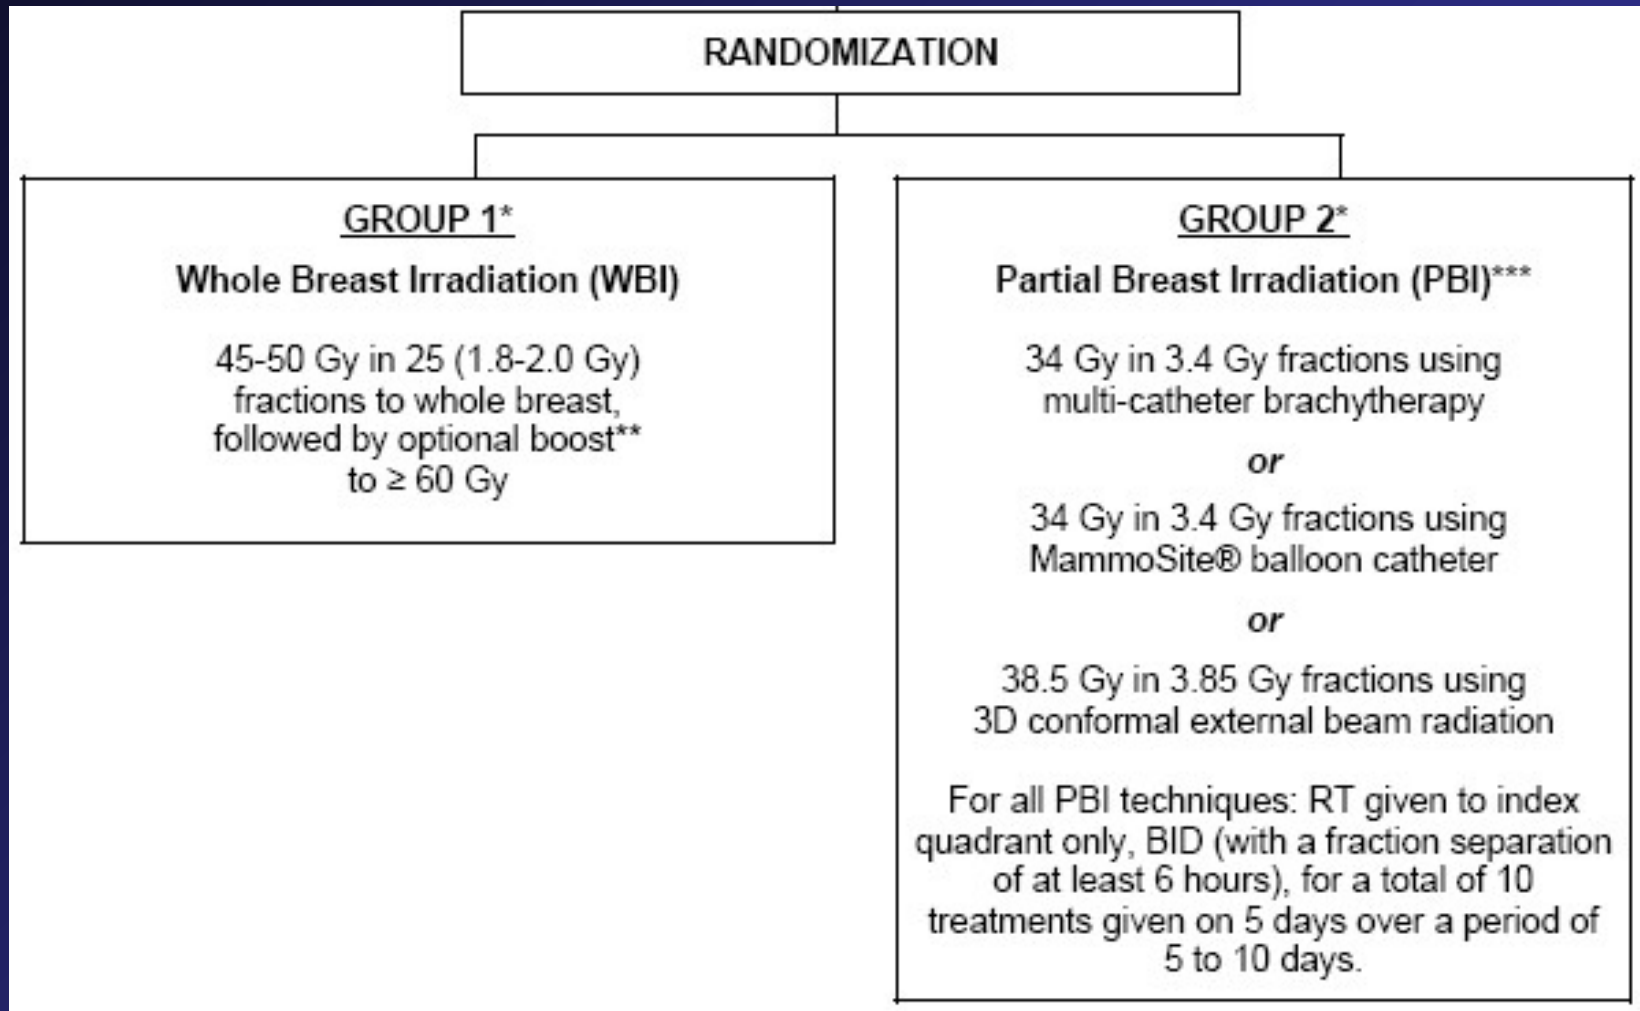 RANDOMIZATION
GROUP 1*
Whole Breast Irradiation (WBI)
45-50 Gy in 25 (1.8-2.0 Gy)
fractions to whole breast,
followed by optional boost**
to ≥ 60 Gy
GROUP 2*
Partial Breast Irradiation (PBI)***
34 Gy in 3.4 Gy fractions using
multi-catheter brachytherapy
or
34 Gy in 3.4 Gy fractions using
MammoSite® balloon catheter
or
38.5 Gy in 3.85 Gy fractions using
3D conformal external beam radiation
For all PBI techniques: RT given to index
quadrant only, BID (with a fraction separation
of at least 6 hours), for a total of 10
treatments given on 5 days over a period of
5 to 10 days.